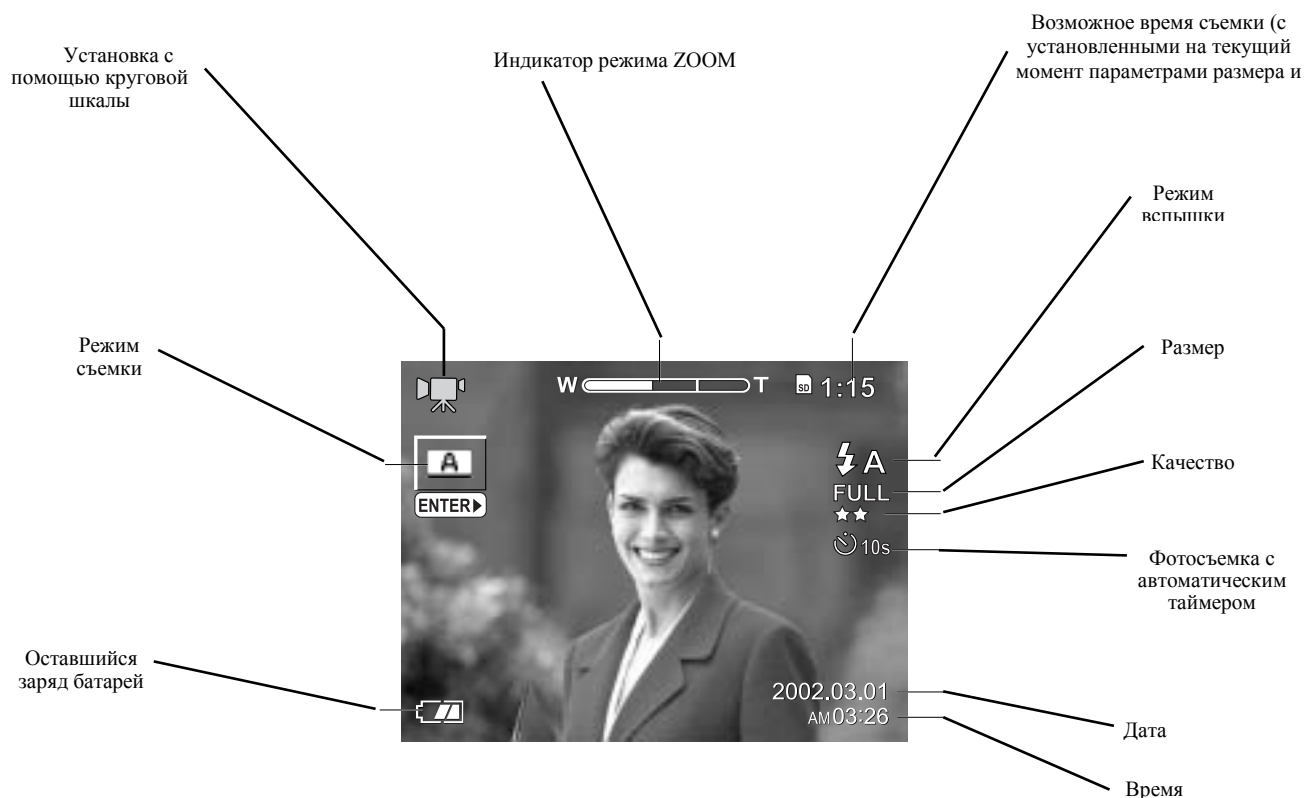 Возможное время съемки (с
установленными на текущий
момент параметрами размера и
Установка с
помощью круговой
шкалы
Индикатор режима ZOOM
Режим
вспышки
Режим
съемки
Размер
Качество
Фотосъемка с
автоматическим
таймером
Оставшийся
заряд батарей
Дата
Время
W T SD 1:15
A
ENTER
A
FULL
10s
2002.03.01
AM03:26